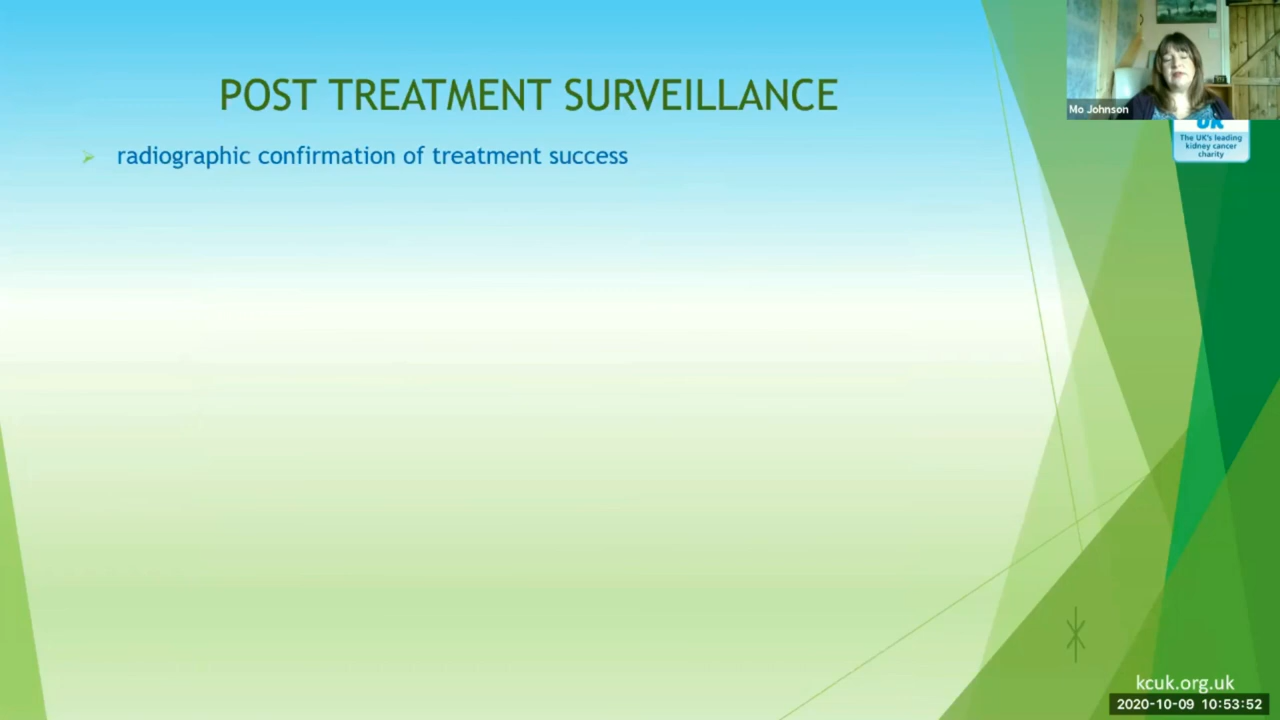 POST TREATMENT SURVEILLANCE
radiographic confirmation of treatment success
Mo Johnson
UK
The UK's leading
kidney cancer
charity
kcuk.org.uk
2020-10-09 10:53:52